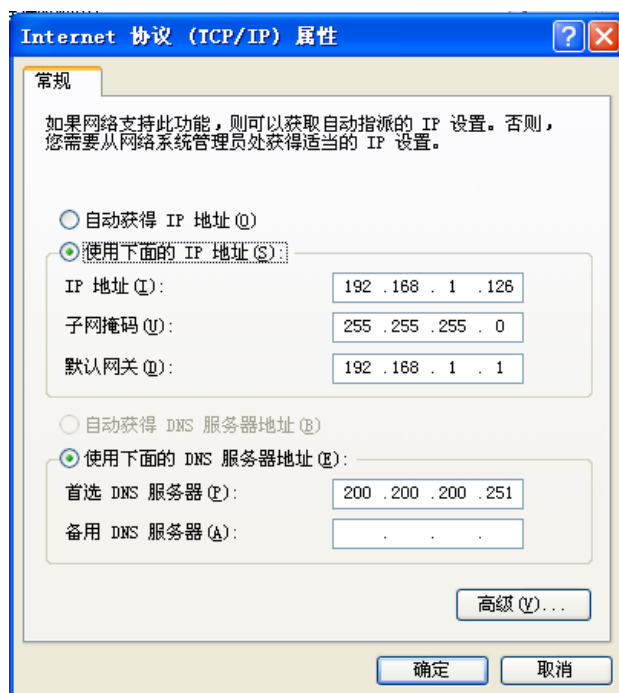 Internet 协议 (TCP/IP) 属性
常规
如果网络支持此功能，则可以获取自动指派的 IP 设置。否则，
您需要从网络系统管理员处获得适当的 IP 设置。
自动获得 IP 地址(O)
使用下面的 IP 地址(S):
IP 地址(I): 192 .168 . 1 .126
子网掩码(U): 255 .255 .255 . 0
默认网关(D): 192 .168 . 1 . 1
自动获得 DNS 服务器地址(B)
使用下面的 DNS 服务器地址(E):
首选 DNS 服务器(P): 200 .200 .200 .251
备用 DNS 服务器(A): . . .
高级(V)...
确定 取消